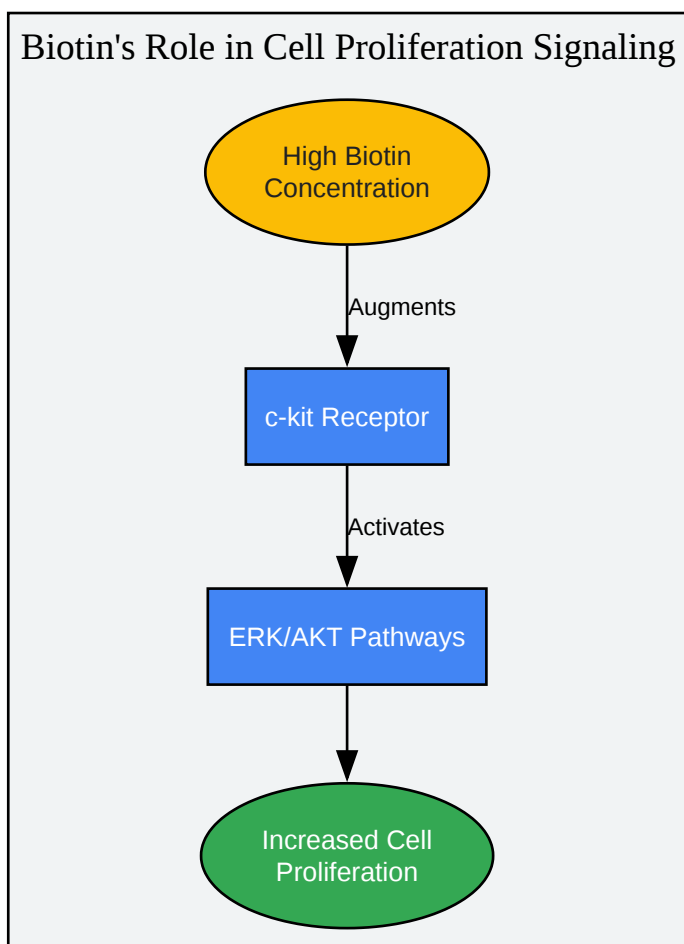 Biotin's Role in Cell Proliferation Signaling
High Biotin
Concentration
Augments
c-kit Receptor
Activates
ERK/AKT Pathways
Increased Cell
Proliferation